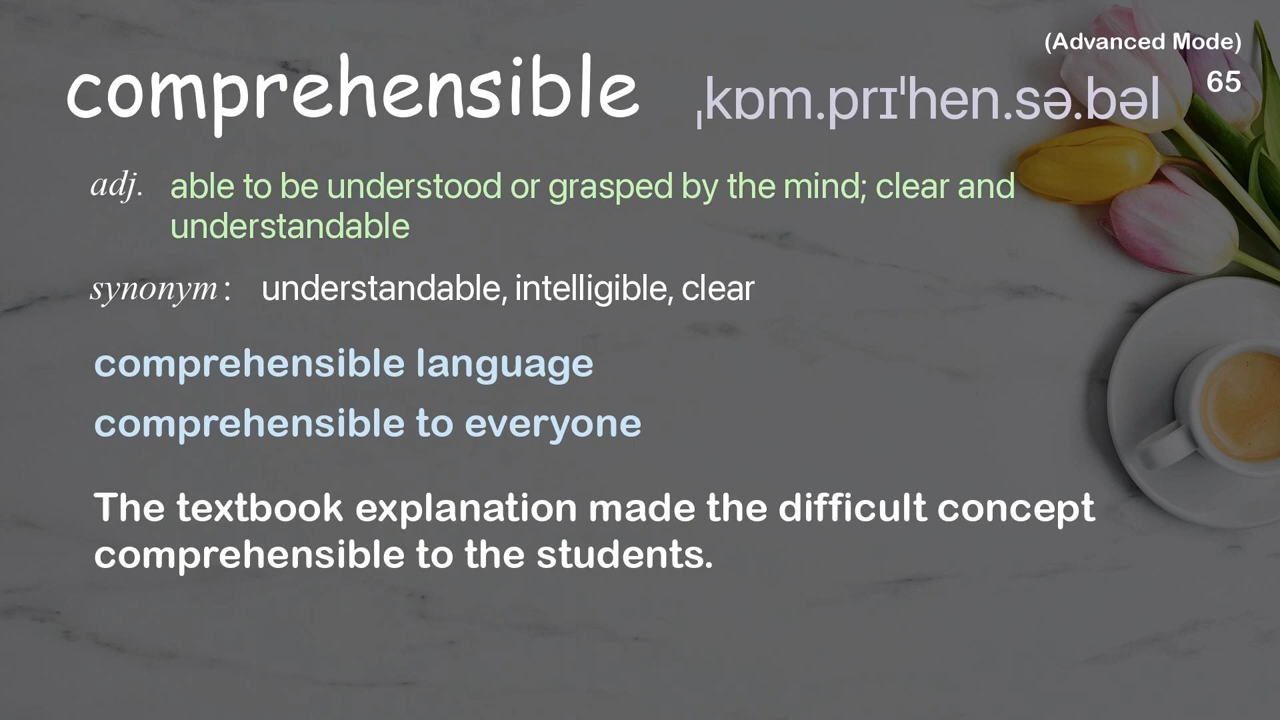 (Advanced Mode)
comprehensible ˌkɒm.prɪˈhen.sə.bəl 65
adj. able to be understood or grasped by the mind; clear and
understandable
synonym: understandable, intelligible, clear
comprehensible language
comprehensible to everyone
The textbook explanation made the difficult concept
comprehensible to the students.